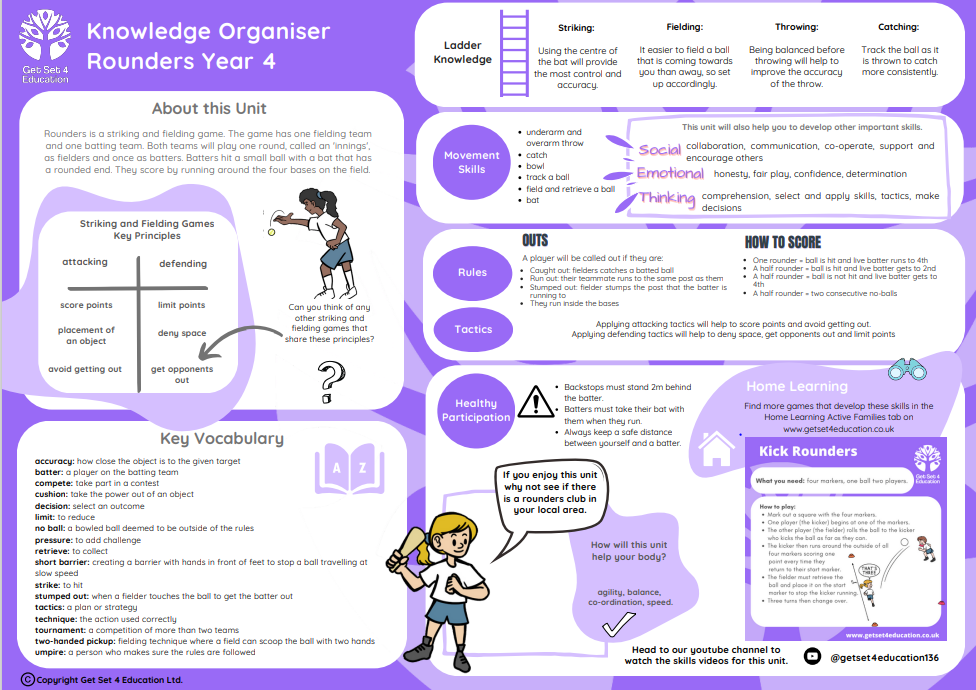 Get Set 4
Education
Knowledge Organiser
Rounders Year 4
About this Unit
Rounders is a striking and fielding game. The game has one fielding team
and one batting team. Both teams will play one round, called an 'innings',
as fielders and once as batters. Batters hit a small ball with a bat that has
a rounded end. They score by running around the four bases on the field.
Striking and Fielding Games
Key Principles
attacking
defending
score points
limit points
placement of
an object
deny space
avoid getting out
get opponents
out
Can you think of any
other striking and
fielding games that
share these principles?
?
Key Vocabulary
A Z
accuracy: how close the object is to the given target
batter: a player on the batting team
compete: take part in a contest
cushion: take the power out of an object
decision: select an outcome
limit: to reduce
no ball: a bowled ball deemed to be outside of the rules
pressure: to add challenge
retrieve: to collect
short barrier: creating a barrier with hands in front of feet to stop a ball travelling at
slow speed
strike: to hit
stumped out: when a fielder touches the ball to get the batter out
tactics: a plan or strategy
technique: the action used correctly
tournament: a competition of more than two teams
two-handed pickup: fielding technique where a field can scoop the ball with two hands
umpire: a person who makes sure the rules are followed
© Copyright Get Set 4 Education Ltd.
Ladder
Knowledge
Striking:
Using the centre of
the bat will provide
the most control and
accuracy.
Fielding:
It easier to field a ball
that is coming towards
you than away, so set
up accordingly.
Throwing:
Being balanced before
throwing will help to
improve the accuracy
of the throw.
Catching:
Track the ball as it
is thrown to catch
more consistently.
Movement
Skills
• underarm and
overarm throw
• catch
• bowl
• track a ball
• field and retrieve a ball
• bat
This unit will also help you to develop other important skills.
Social collaboration, communication, co-operate, support and
encourage others
Emotional honesty, fair play, confidence, determination
Thinking comprehension, select and apply skills, tactics, make
decisions
Rules
OUTS
A player will be called out if they are:
• Caught out: fielders catches a batted ball
• Run out: their teammate runs to the same post as them
• Stumped out: fielder stumps the post that the batter is
running to
• They run inside the bases
HOW TO SCORE
• One rounder = ball is hit and live batter runs to 4th
• A half rounder = ball is hit and live batter gets to 2nd
• A half rounder = ball is not hit and live batter gets to
4th
• A half rounder = two consecutive no-balls
Tactics
Applying attacking tactics will help to score points and avoid getting out.
Applying defending tactics will help to deny space, get opponents out and limit points
Healthy
Participation
• Backstops must stand 2m behind
the batter.
• Batters must take their bat with
them when they run.
• Always keep a safe distance
between yourself and a batter.
Home Learning
Find more games that develop these skills in the
Home Learning Active Families tab on
www.getset4education.co.uk
Kick Rounders
Get Set 4
Education
What you need: four markers, one ball two players.
How to play:
• Mark out a square with the four markers.
• One player (the kicker) begins at one of the markers.
• The other player (the fielder) rolls the ball to the kicker
who kicks the ball as far as they can.
• The kicker then runs around the outside of all
four markers scoring one
point every time they
return to their start marker.
• The fielder must retrieve the
ball and place it on the start
marker to stop the kicker running.
• Three turns then change over.
THAT'S
THREE
www.getset4education.co.uk
If you enjoy this unit
why not see if there
is a rounders club in
your local area.
How will this unit
help your body?
agility, balance,
co-ordination, speed.
Head to our youtube channel to
watch the skills videos for this unit.
@getset4education136